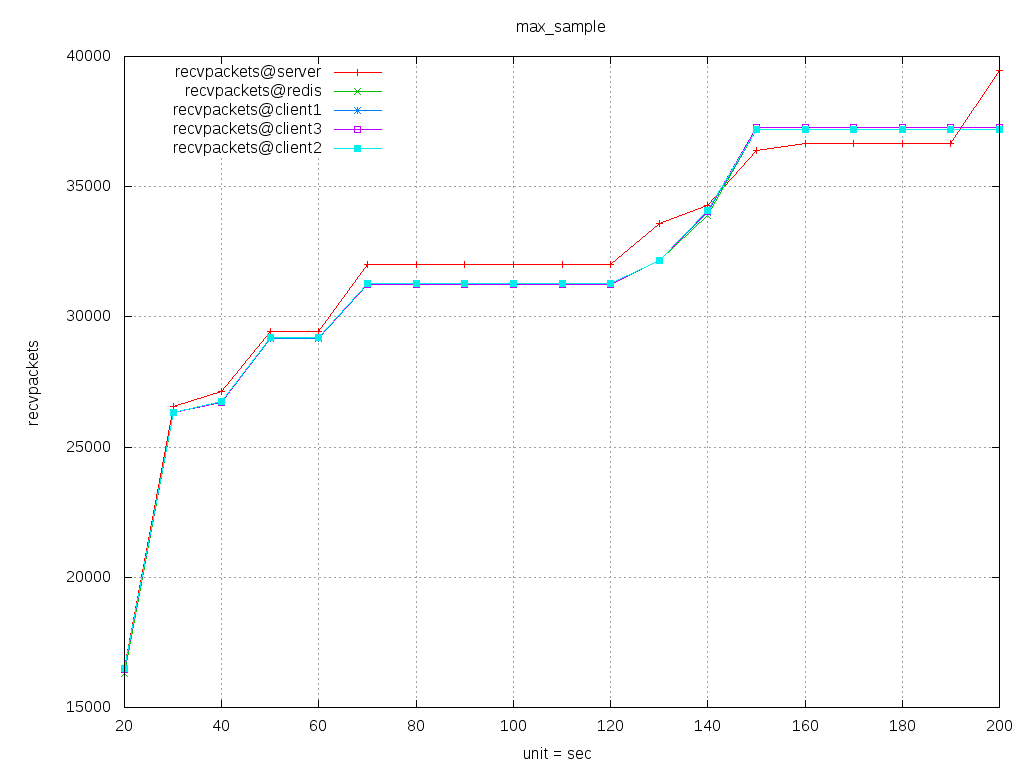 max_sample
recvpackets@server
recvpackets@redis
recvpackets@client1
recvpackets@client3
recvpackets@client2
40000
35000
30000
25000
20000
15000
recvpackets
20 40 60 80 100 120 140 160 180 200
unit = sec